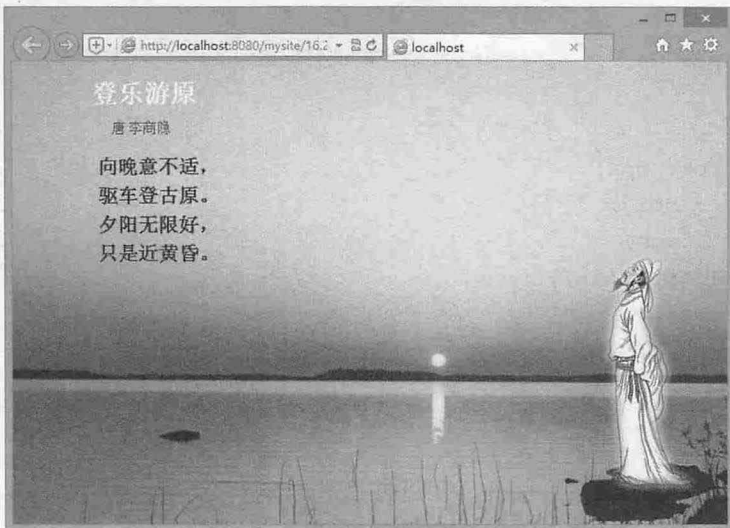 http://localhost:8080/mysite/16.2
localhost
登乐游原
唐 李商隐
向晚意不适，
驱车登古原。
夕阳无限好，
只是近黄昏。